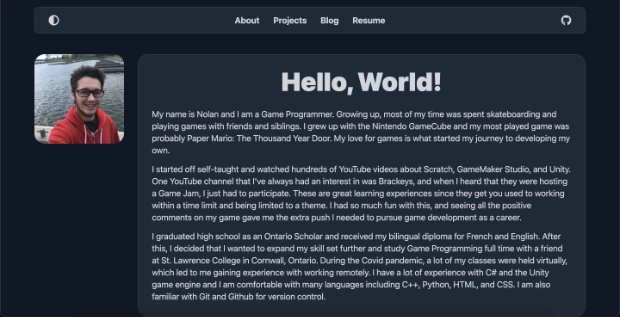 About Projects Blog Resume
Hello, World!
My name is Nolan and I am a Game Programmer. Growing up, most of my time was spent skateboarding and
playing games with friends and siblings. I grew up with the Nintendo GameCube and my most played game was
probably Paper Mario: The Thousand Year Door. My love for games is what started my journey to developing my
own.
I started off self-taught and watched hundreds of YouTube videos about Scratch, GameMaker Studio, and Unity.
One YouTube channel that I've always had an interest in was Brackeys, and when I heard that they were hosting
a Game Jam, I just had to participate. These are great learning experiences since they get you used to working
within a time limit and being limited to a theme. I had so much fun with this, and seeing all the positive
comments on my game gave me the extra push I needed to pursue game development as a career.
I graduated high school as an Ontario Scholar and received my bilingual diploma for French and English. After
this, I decided that I wanted to expand my skill set further and study Game Programming full time with a friend
at St. Lawrence College in Cornwall, Ontario. During the Covid pandemic, a lot of my classes were held virtually,
which led to me gaining experience with working remotely. I have a lot of experience with C# and the Unity
game engine and I am comfortable with many languages including C++, Python, HTML, and CSS. I am also
familiar with Git and Github for version control.